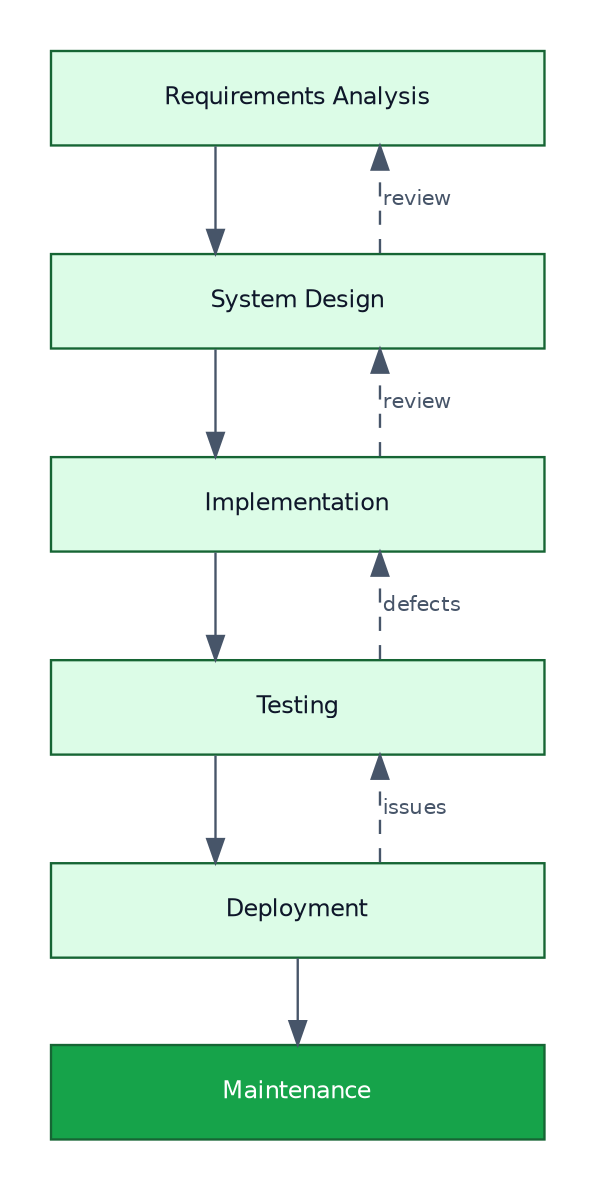 Requirements Analysis
review
System Design
review
Implementation
defects
Testing
issues
Deployment
Maintenance